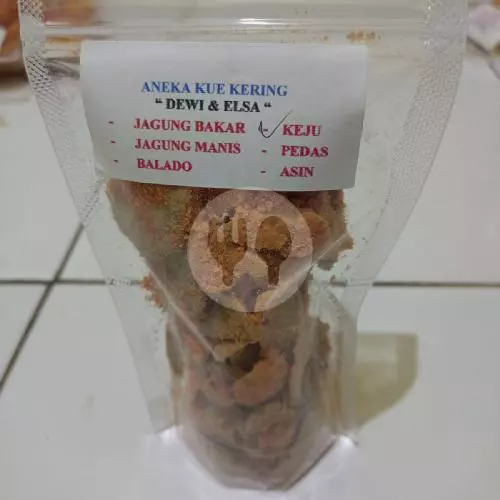 ANEKA KUE KERING
“ DEWI & ELSA “
- JAGUNG BAKAR
- JAGUNG MANIS
- BALADO
- KEJU
- PEDAS
- ASIN